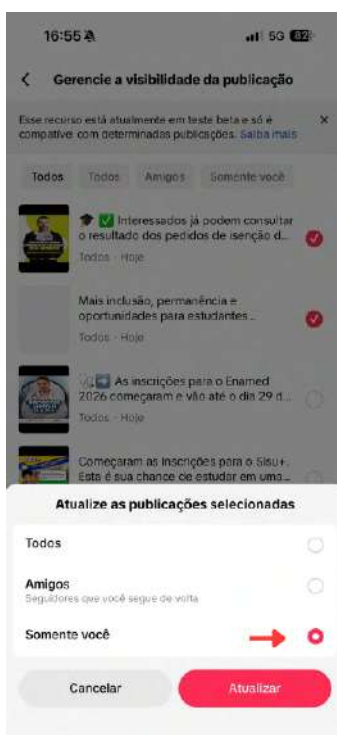 16:55
5G 82
Gerencie a visibilidade da publicação
Esse recurso está atualmente em teste beta e só é
compatível com determinadas publicações. Saiba mais
Todos Todos Amigos Somente você
Interessados já podem consultar
o resultado dos pedidos de isenção d...
Todos · Hoje
Mais inclusão, permanência e
oportunidades para estudantes ...
Todos · Hoje
As inscrições para o Enamed
2026 começaram e vão até o dia 29 d...
Todos · Hoje
Começaram as inscrições para o Sisu+.
Esta é sua chance de estudar em uma...
Atualize as publicações selecionadas
Todos
Amigos
Seguidores que você segue de volta
Somente você
Cancelar
Atualizar